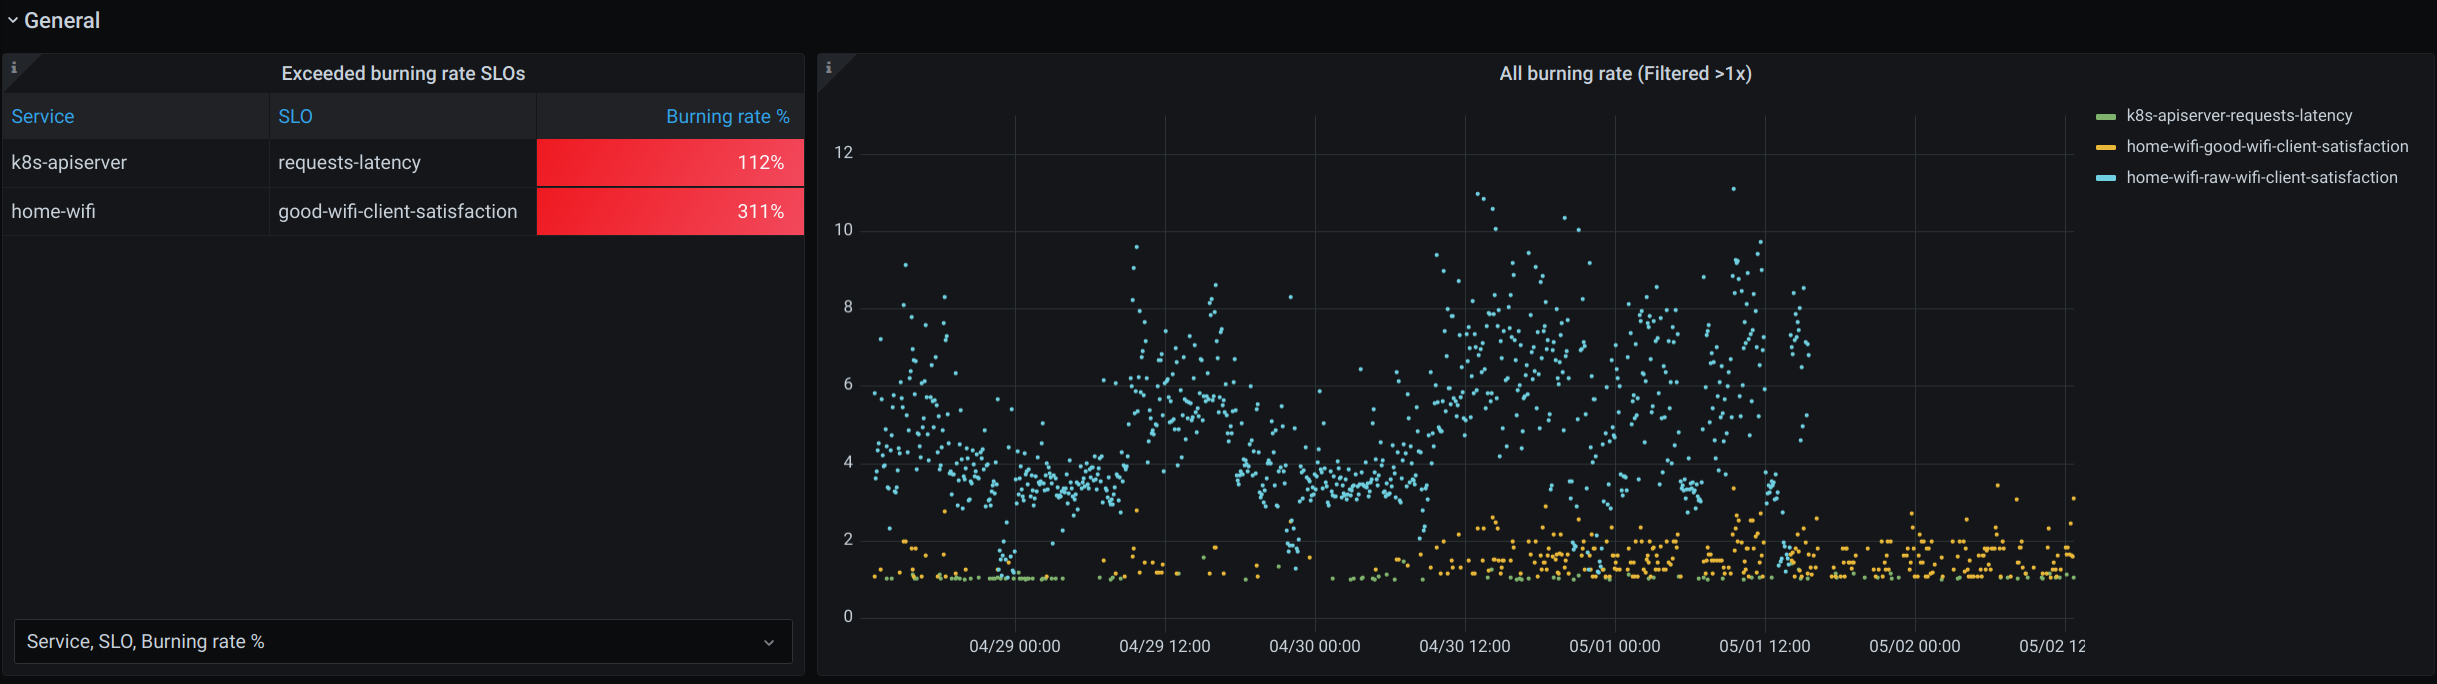 General
Exceeded burning rate SLOs
Service SLO Burning rate %
k8s-apiserver requests-latency 112%
home-wifi good-wifi-client-satisfaction 311%
Service, SLO, Burning rate %
All burning rate (Filtered >1x)
12
10
8
6
4
2
0
04/29 00:00 04/29 12:00 04/30 00:00 04/30 12:00 05/01 00:00 05/01 12:00 05/02 00:00 05/02 12
k8s-apiserver-requests-latency
home-wifi-good-wifi-client-satisfaction
home-wifi-raw-wifi-client-satisfaction